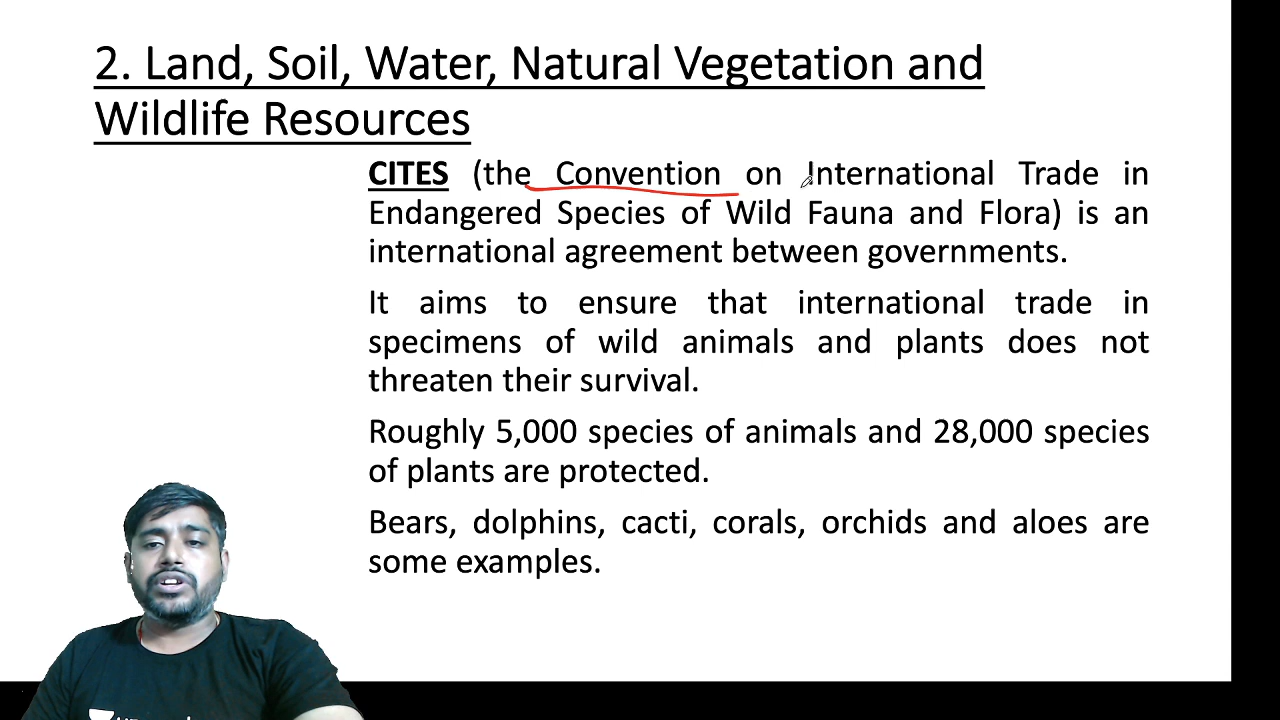 2. Land, Soil, Water, Natural Vegetation and
Wildlife Resources
CITES (the Convention on International Trade in
Endangered Species of Wild Fauna and Flora) is an
international agreement between governments.
It aims to ensure that international trade in
specimens of wild animals and plants does not
threaten their survival.
Roughly 5,000 species of animals and 28,000 species
of plants are protected.
Bears, dolphins, cacti, corals, orchids and aloes are
some examples.